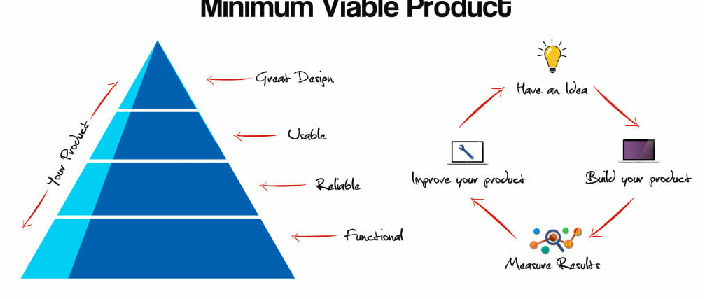 Minimum Viable Product
Great Design
Usable
Reliable
Functional
Your Product
Have an Idea
Build your product
Measure Results
Improve your product